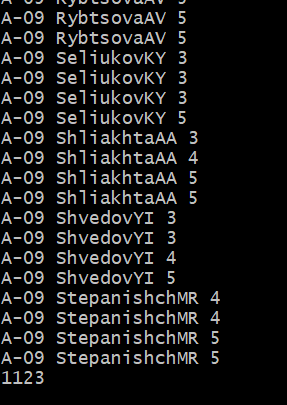 A-09 RybtsovaAV 5
A-09 RybtsovaAV 5
A-09 SeliukovKY 3
A-09 SeliukovKY 3
A-09 SeliukovKY 3
A-09 SeliukovKY 5
A-09 ShliakhtaAA 3
A-09 ShliakhtaAA 4
A-09 ShliakhtaAA 5
A-09 ShliakhtaAA 5
A-09 ShvedovYI 3
A-09 ShvedovYI 3
A-09 ShvedovYI 4
A-09 ShvedovYI 5
A-09 StepanishchMR 4
A-09 StepanishchMR 4
A-09 StepanishchMR 5
A-09 StepanishchMR 5
1123